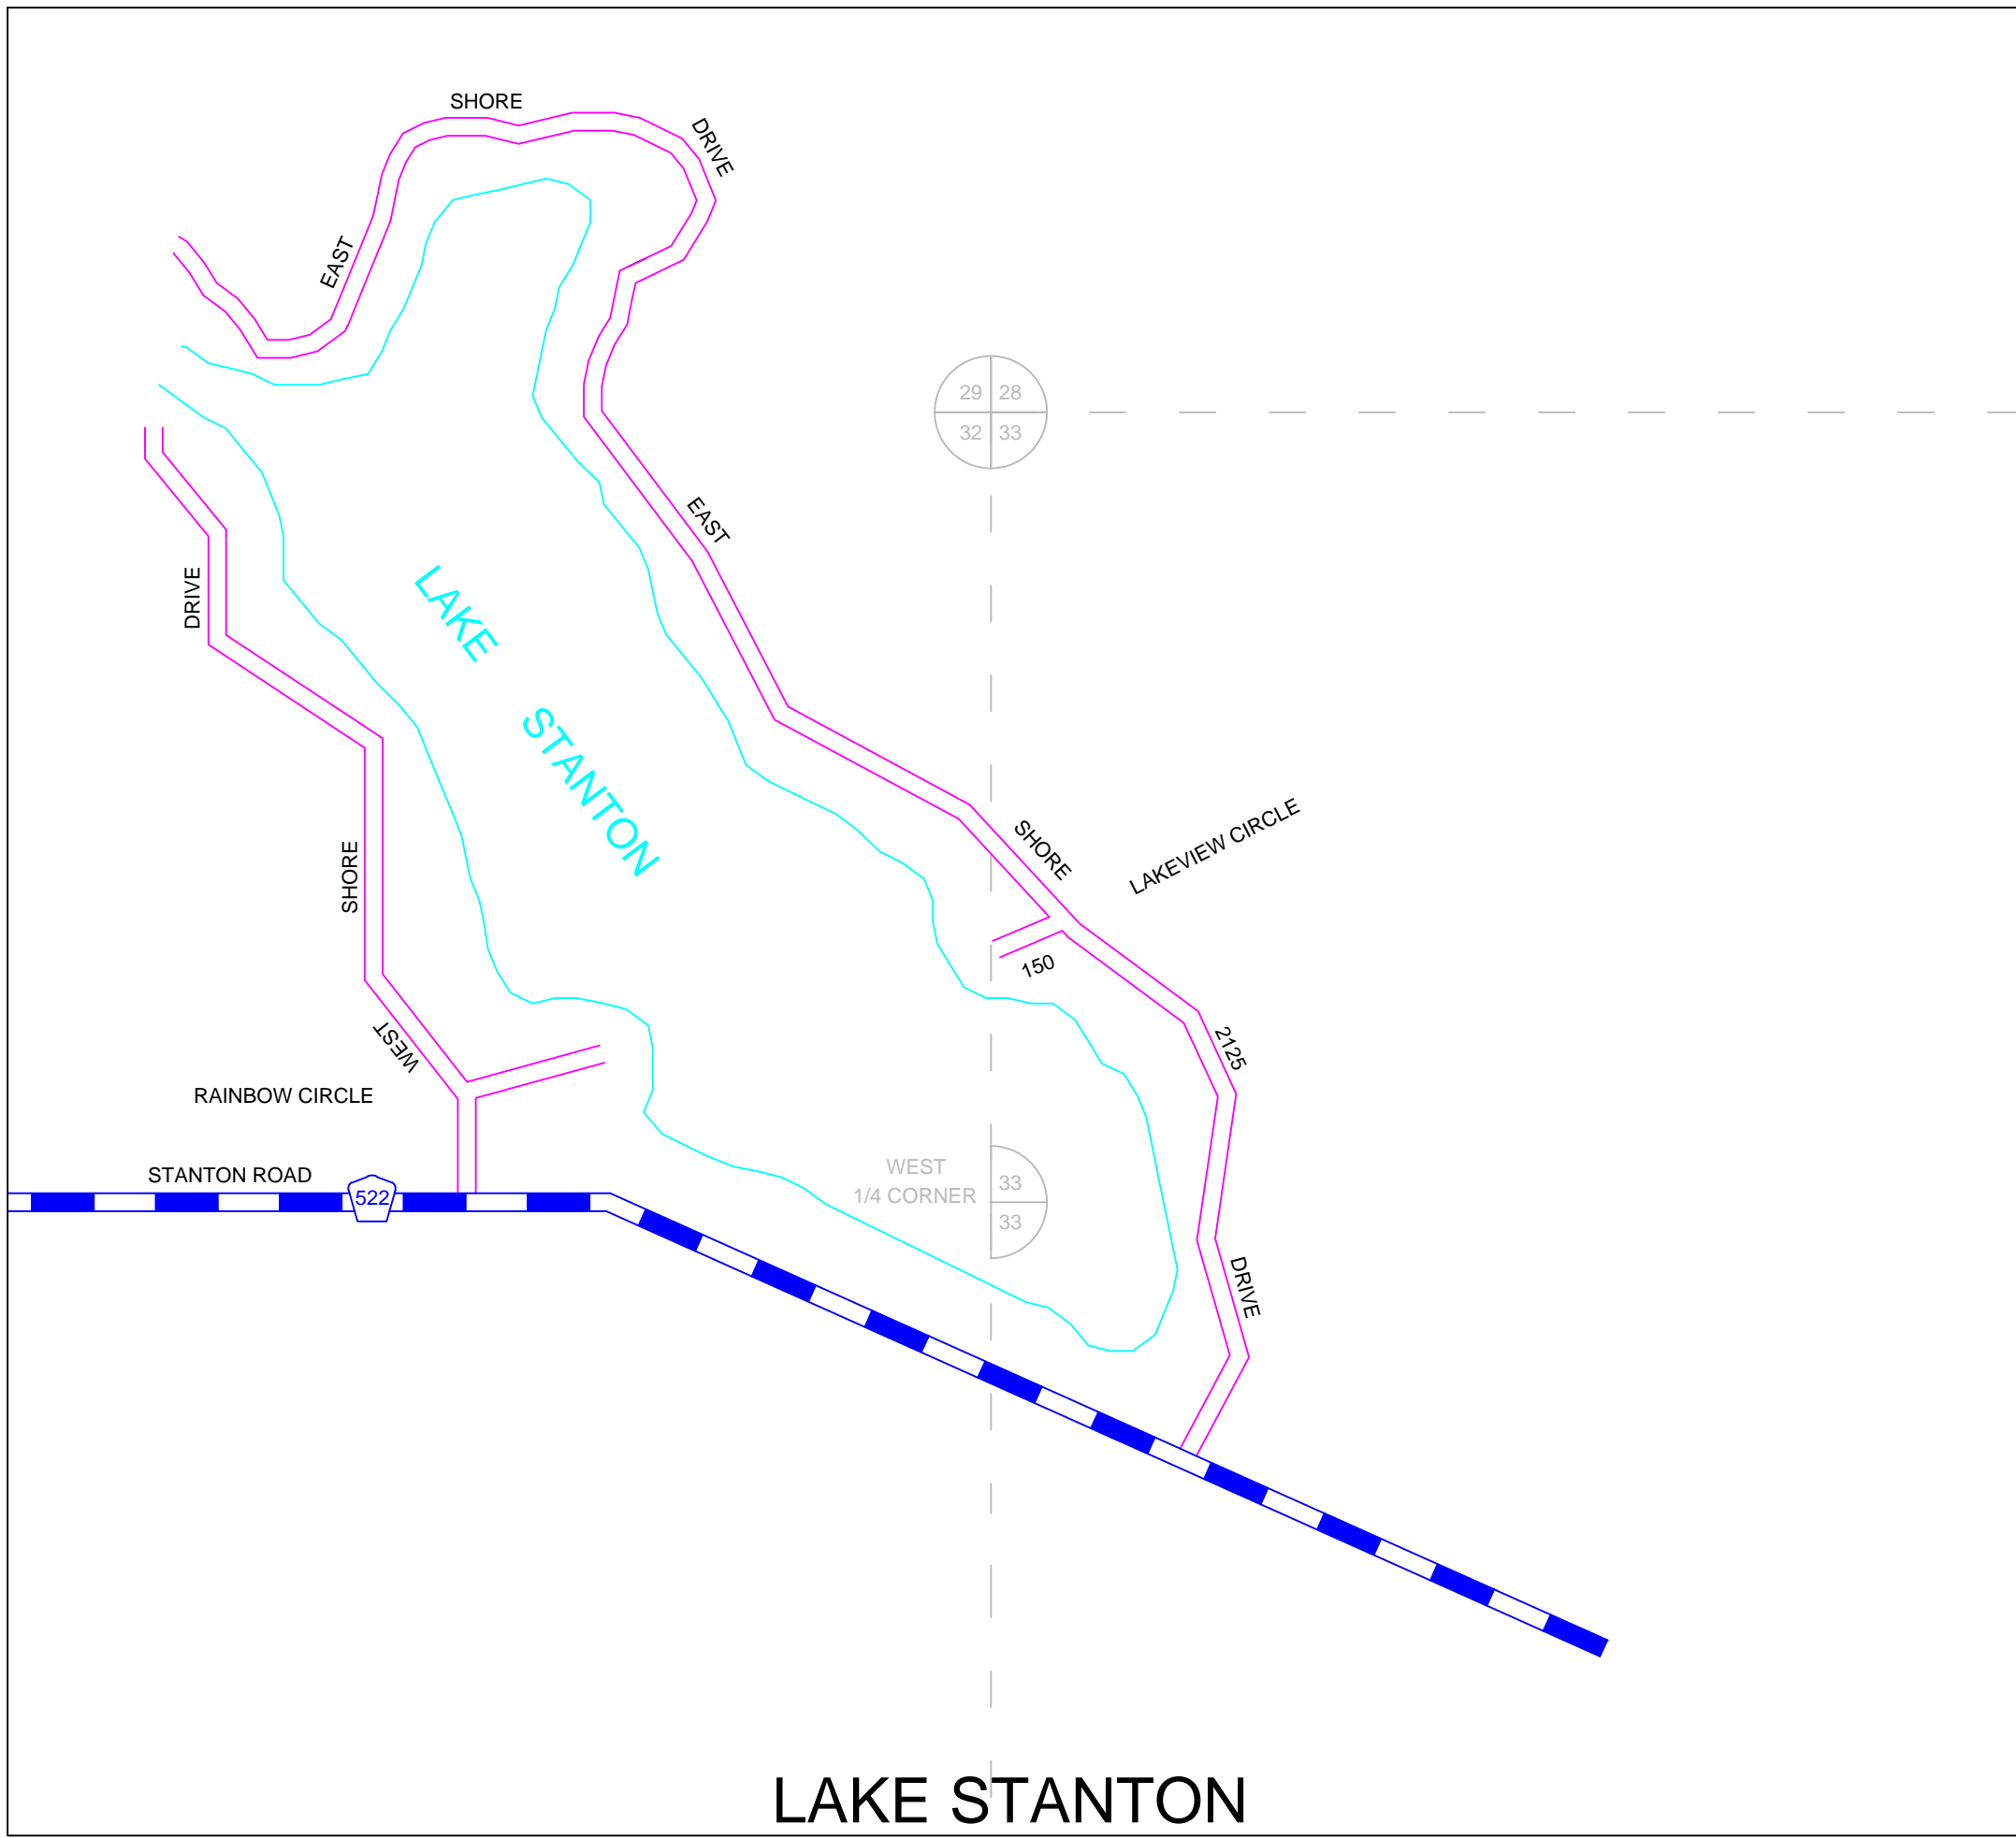 SHORE
DRIVE
EAST
29 28
32 33
EAST
DRIVE
LAKE
STANTON
SHORE
LAKEVIEW CIRCLE
SHORE
150
WEST
2125
RAINBOW CIRCLE
STANTON ROAD
522
WEST
1/4 CORNER
33
33
DRIVE
LAKE STANTON